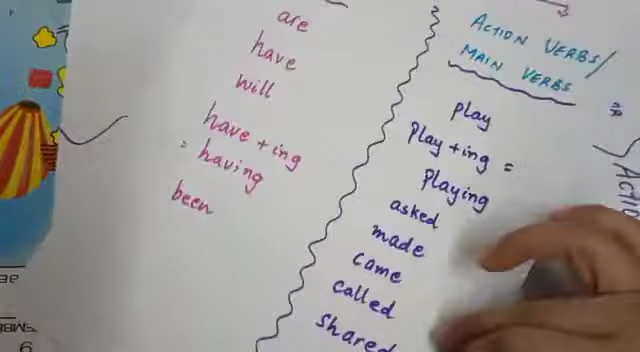 are
have
will
have + ing
= having
been
ACTION VERBS/
MAIN VERBS
play
Play + ing =
playing
asked
made
came
called
shared